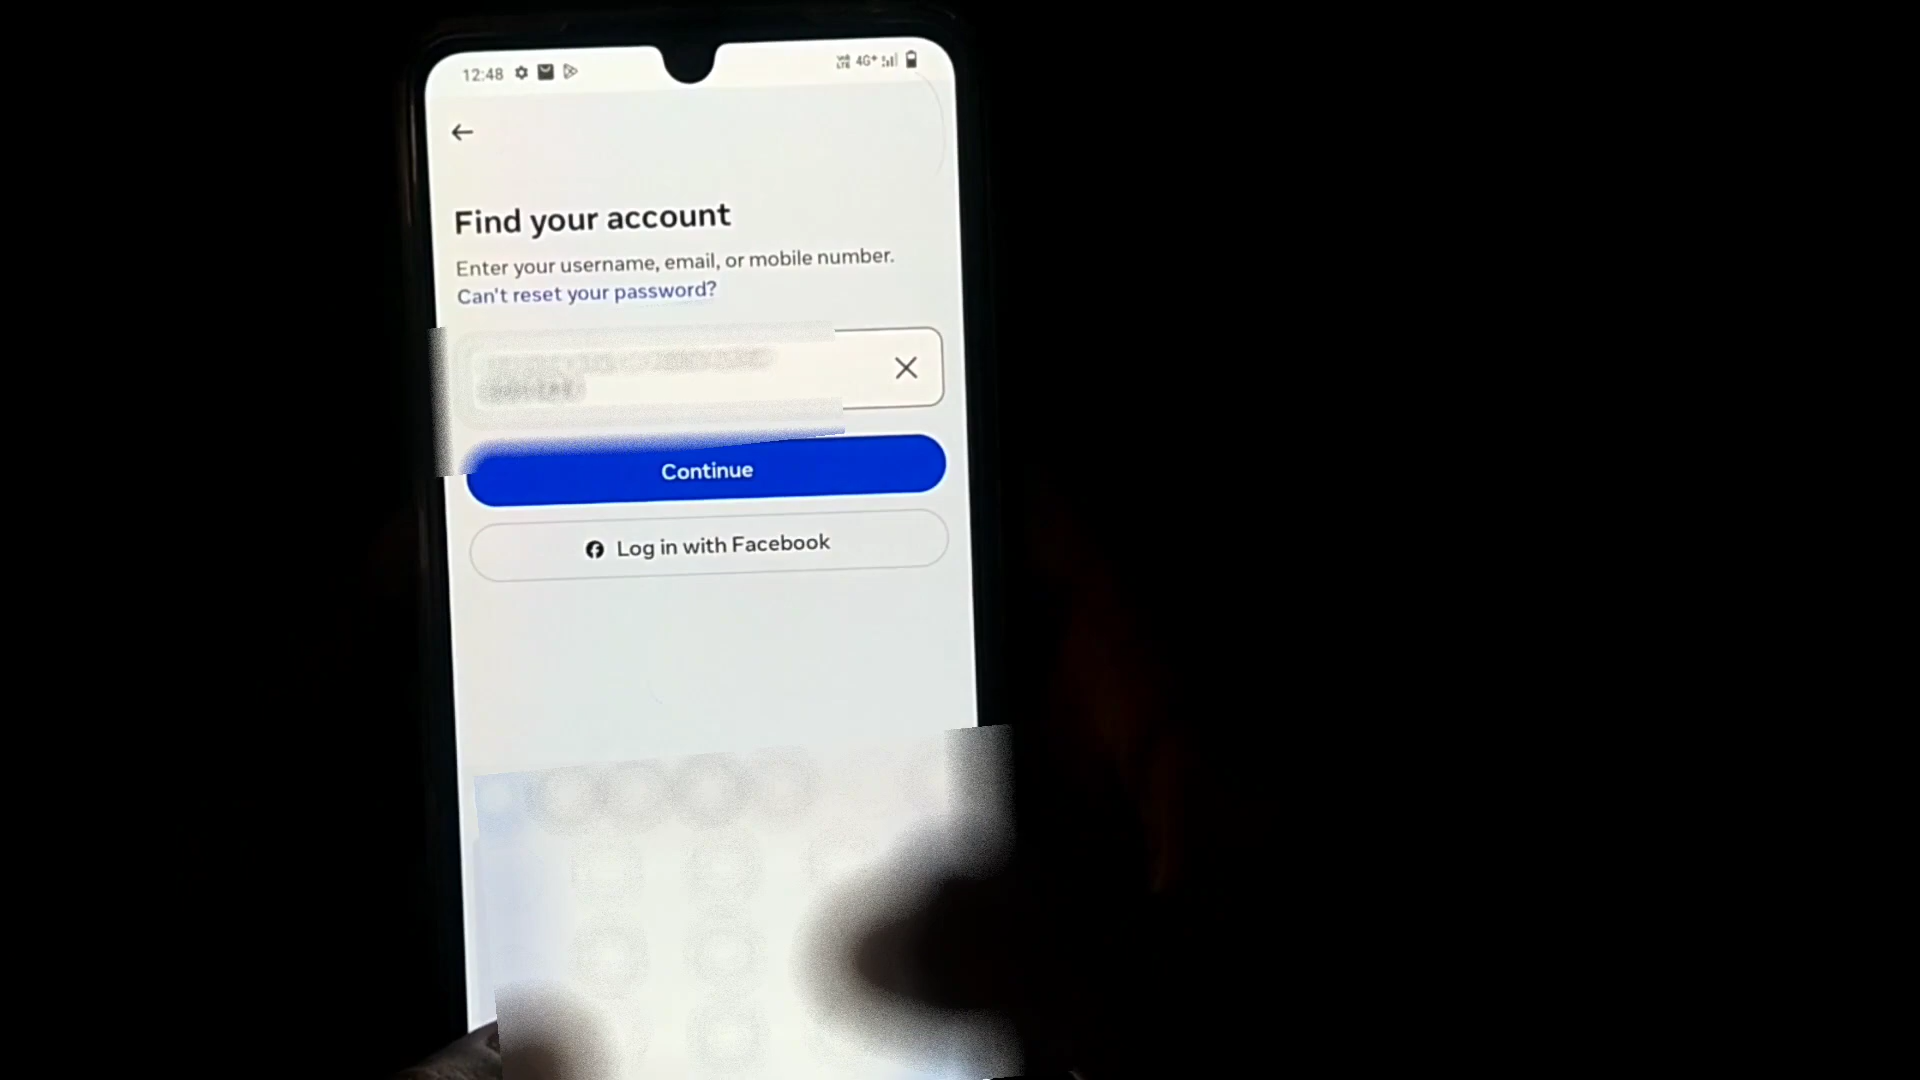 12:48 4G+
Find your account
Enter your username, email, or mobile number.
Can't reset your password?
Continue
Log in with Facebook